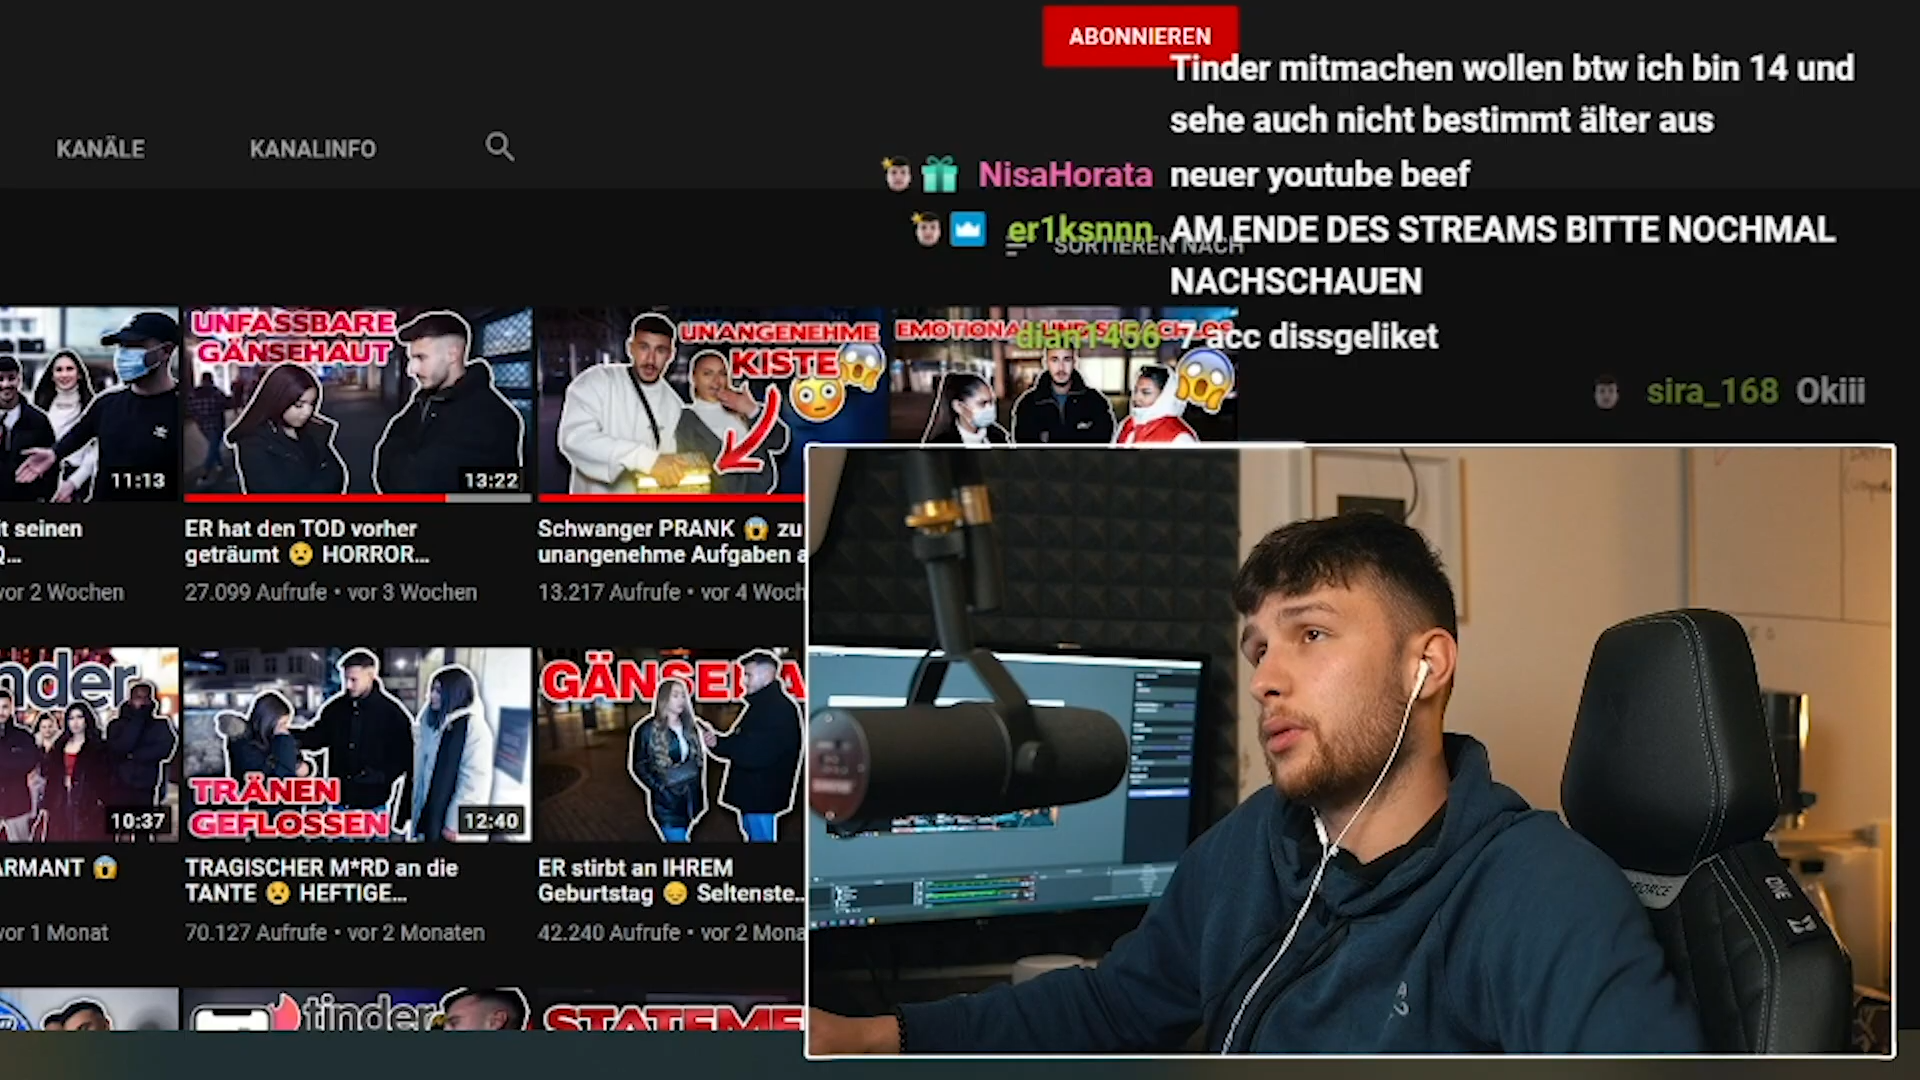 ABONNIEREN
Tinder mitmachen wollen btw ich bin 14 und
sehe auch nicht bestimmt älter aus
KANÄLE KANALINFO
NisaHorata neuer youtube beef
er1ksnnn AM ENDE DES STREAMS BITTE NOCHMAL
SORTIEREN NACH
NACHSCHAUEN
dian1456 7 acc dissgeliket
sira_168 Okiii
UNFASSBARE
GÄNSEHAUT
UNANGENEHME
KISTE
11:13
13:22
t seinen
ER hat den TOD vorher
geträumt HORROR...
Schwanger PRANK zu
unangenehme Aufgaben a
vor 2 Wochen
27.099 Aufrufe • vor 3 Wochen
13.217 Aufrufe • vor 4 Woch
nder
TRÄNEN
GEFLOSSEN
10:37
12:40
ARMANT
TRAGISCHER M*RD an die
TANTE HEFTIGE...
ER stirbt an IHREM
Geburtstag Seltenste...
vor 1 Monat
70.127 Aufrufe • vor 2 Monaten
42.240 Aufrufe • vor 2 Mona
tinder
STATEME